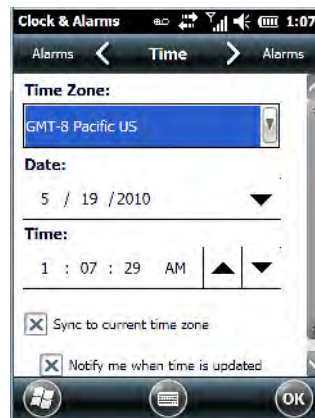 Clock & Alarms 1:07
Alarms Time Alarms
Time Zone:
GMT-8 Pacific US
Date:
5 / 19 /2010
Time:
1 : 07 : 29 AM
Sync to current time zone
Notify me when time is updated
OK